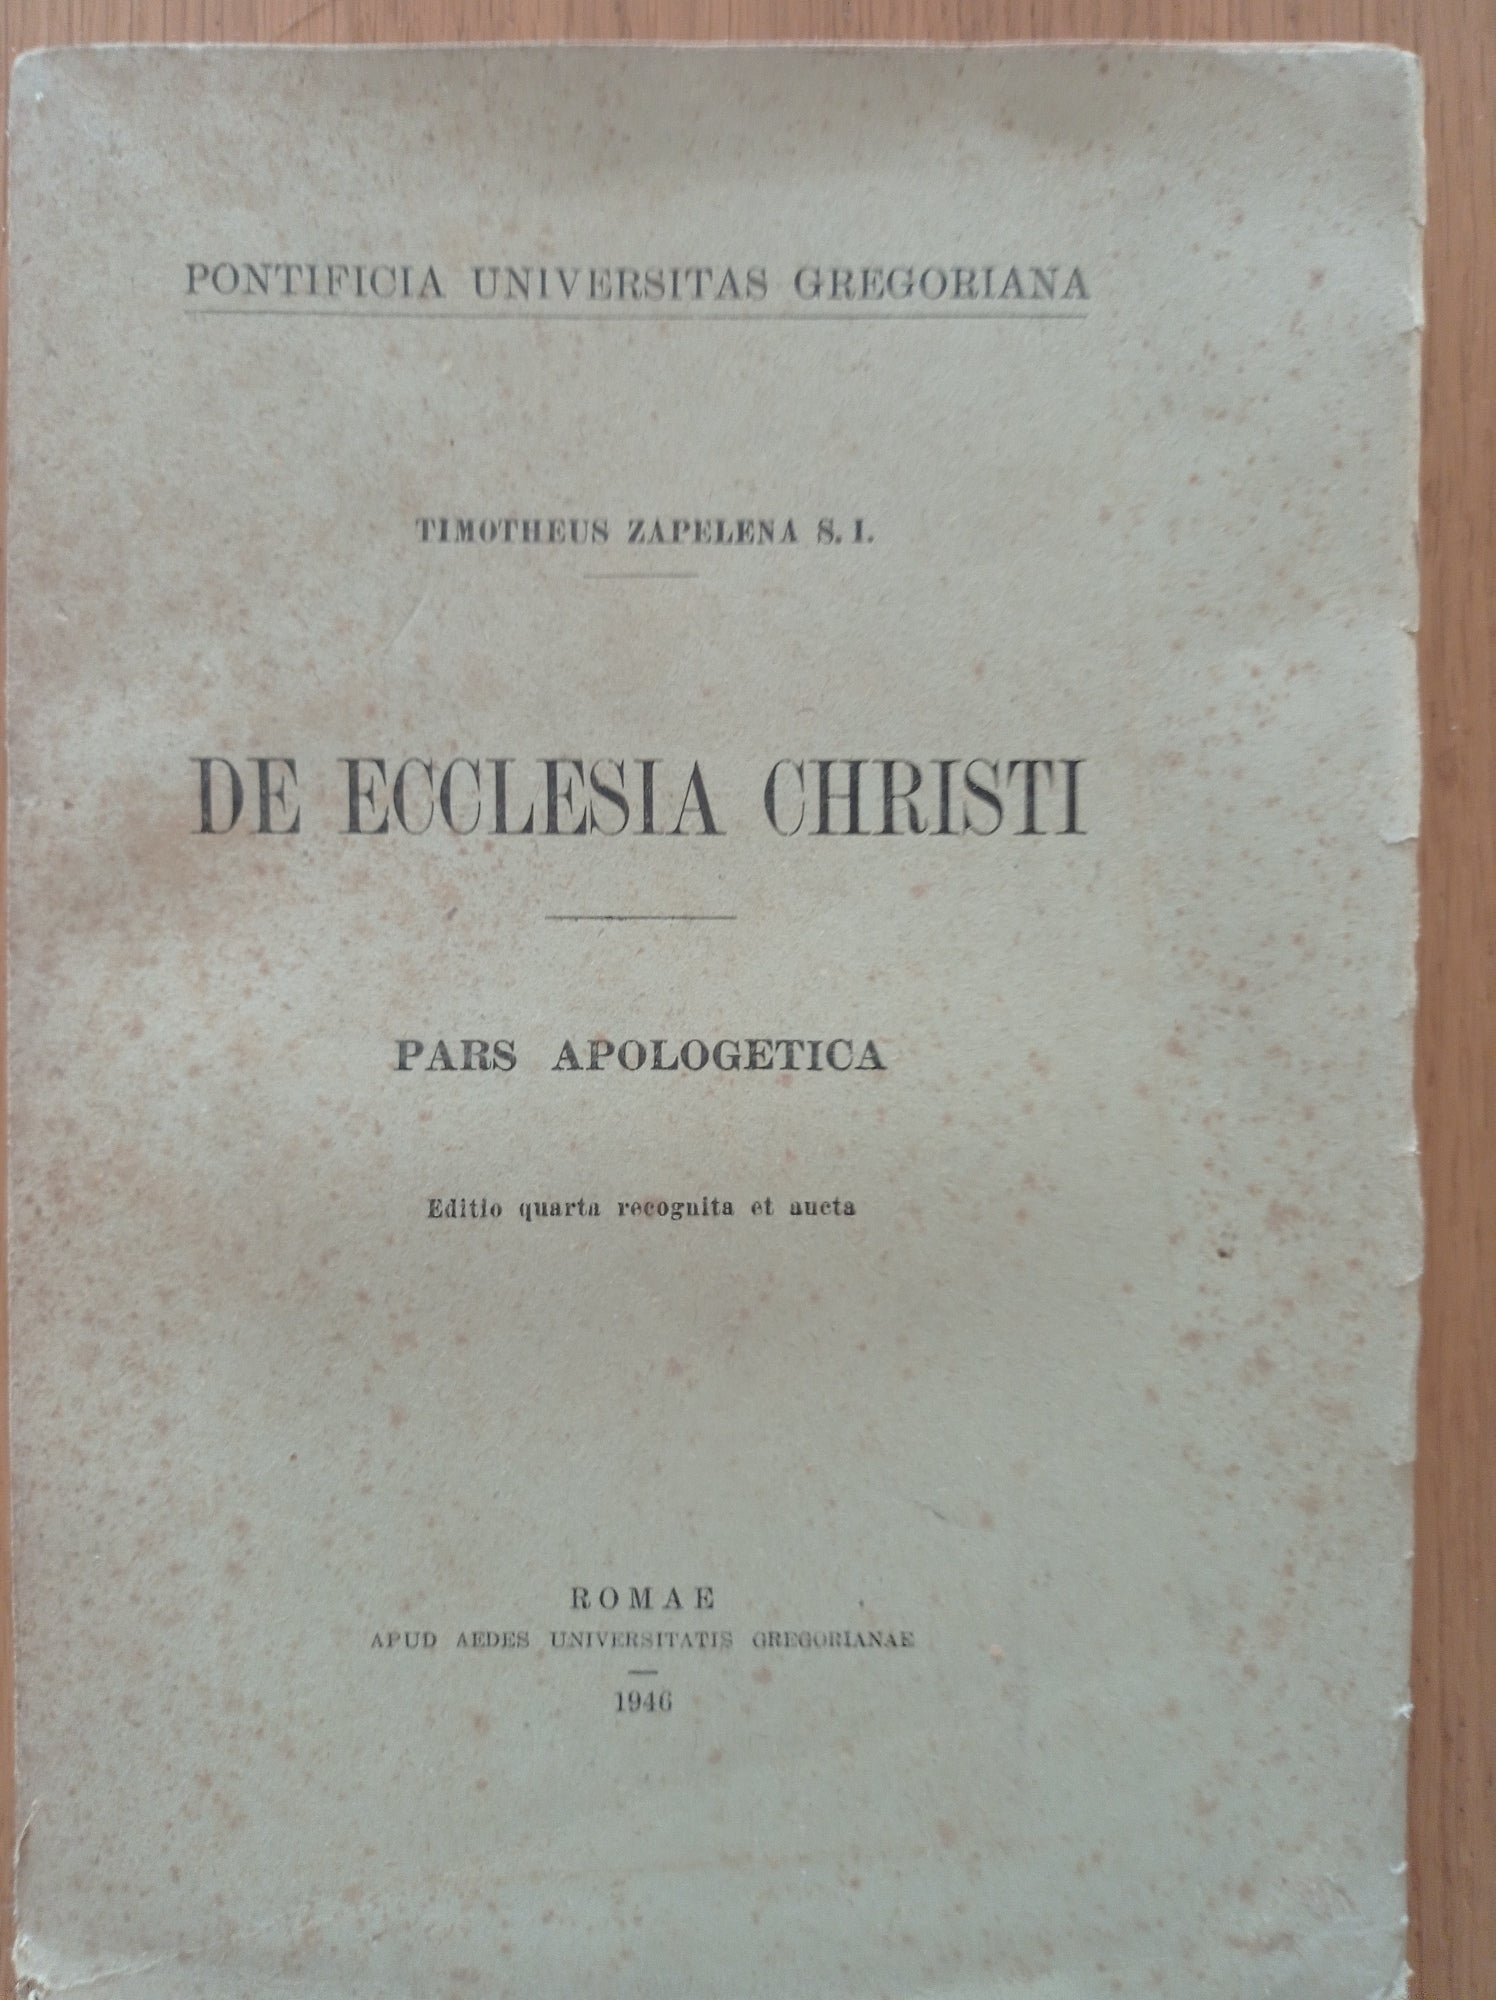 PONTIFICIA UNIVERSITAS GREGORIANA
TIMOTHEUS ZAPELENA S. I.
DE ECCLESIA CHRISTI
PARS APOLOGETICA
Editio quarta recognita et aucta
ROMAE
APUD AEDES UNIVERSITATIS GREGORIANAE
1946